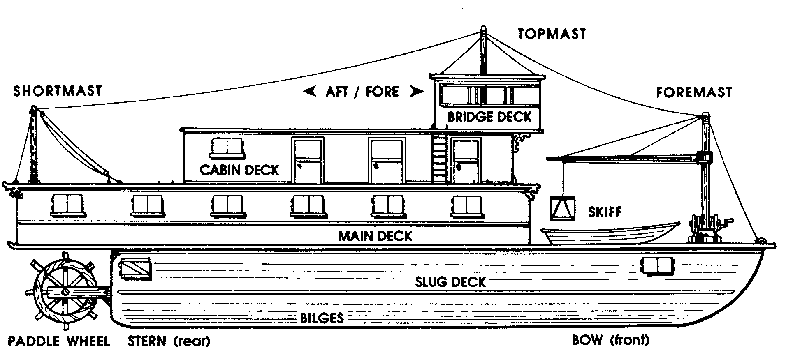 TOPMAST
SHORTMAST
AFT / FORE
FOREMAST
BRIDGE DECK
CABIN DECK
SKIFF
MAIN DECK
SLUG DECK
BILGES
PADDLE WHEEL
STERN (rear)
BOW (front)